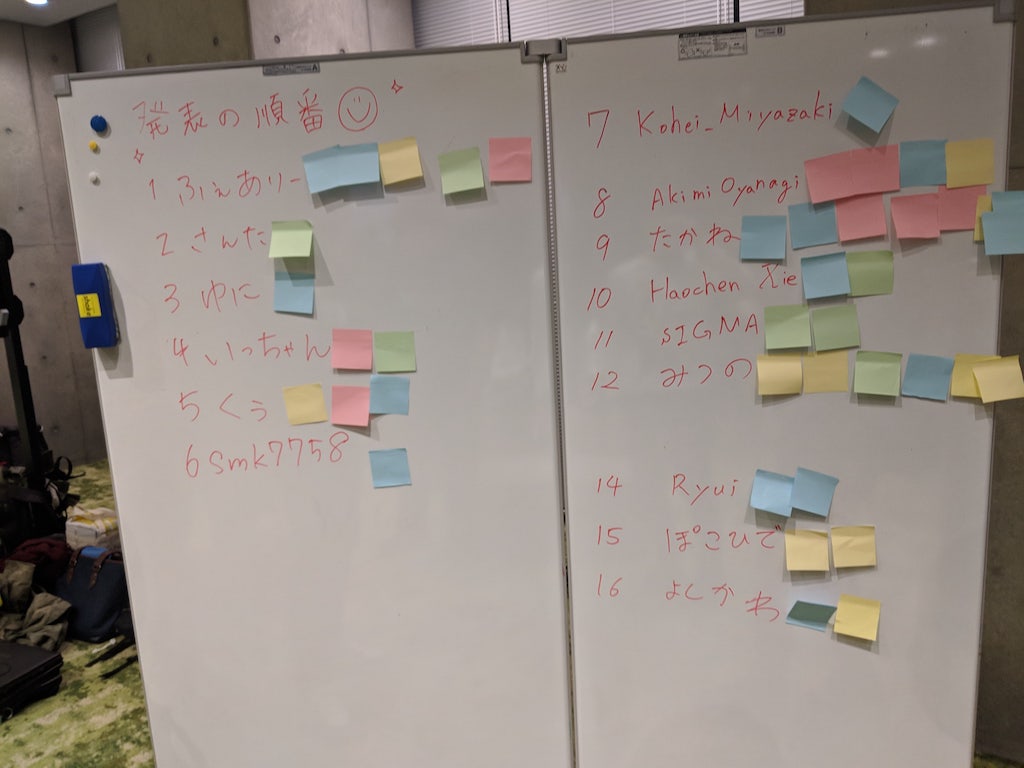 発表の順番
1 ふぇありー
2 さんた
3 ゆに
4 いっちゃん
5 くぅ
6 smk7758
7 Kohei_Miyazaki
8 Akimi Oyanagi
9 たかね
10 Haochen Xie
11 SIGMA
12 みつの
14 Ryui
15 ぽこひで
16 よしかわ